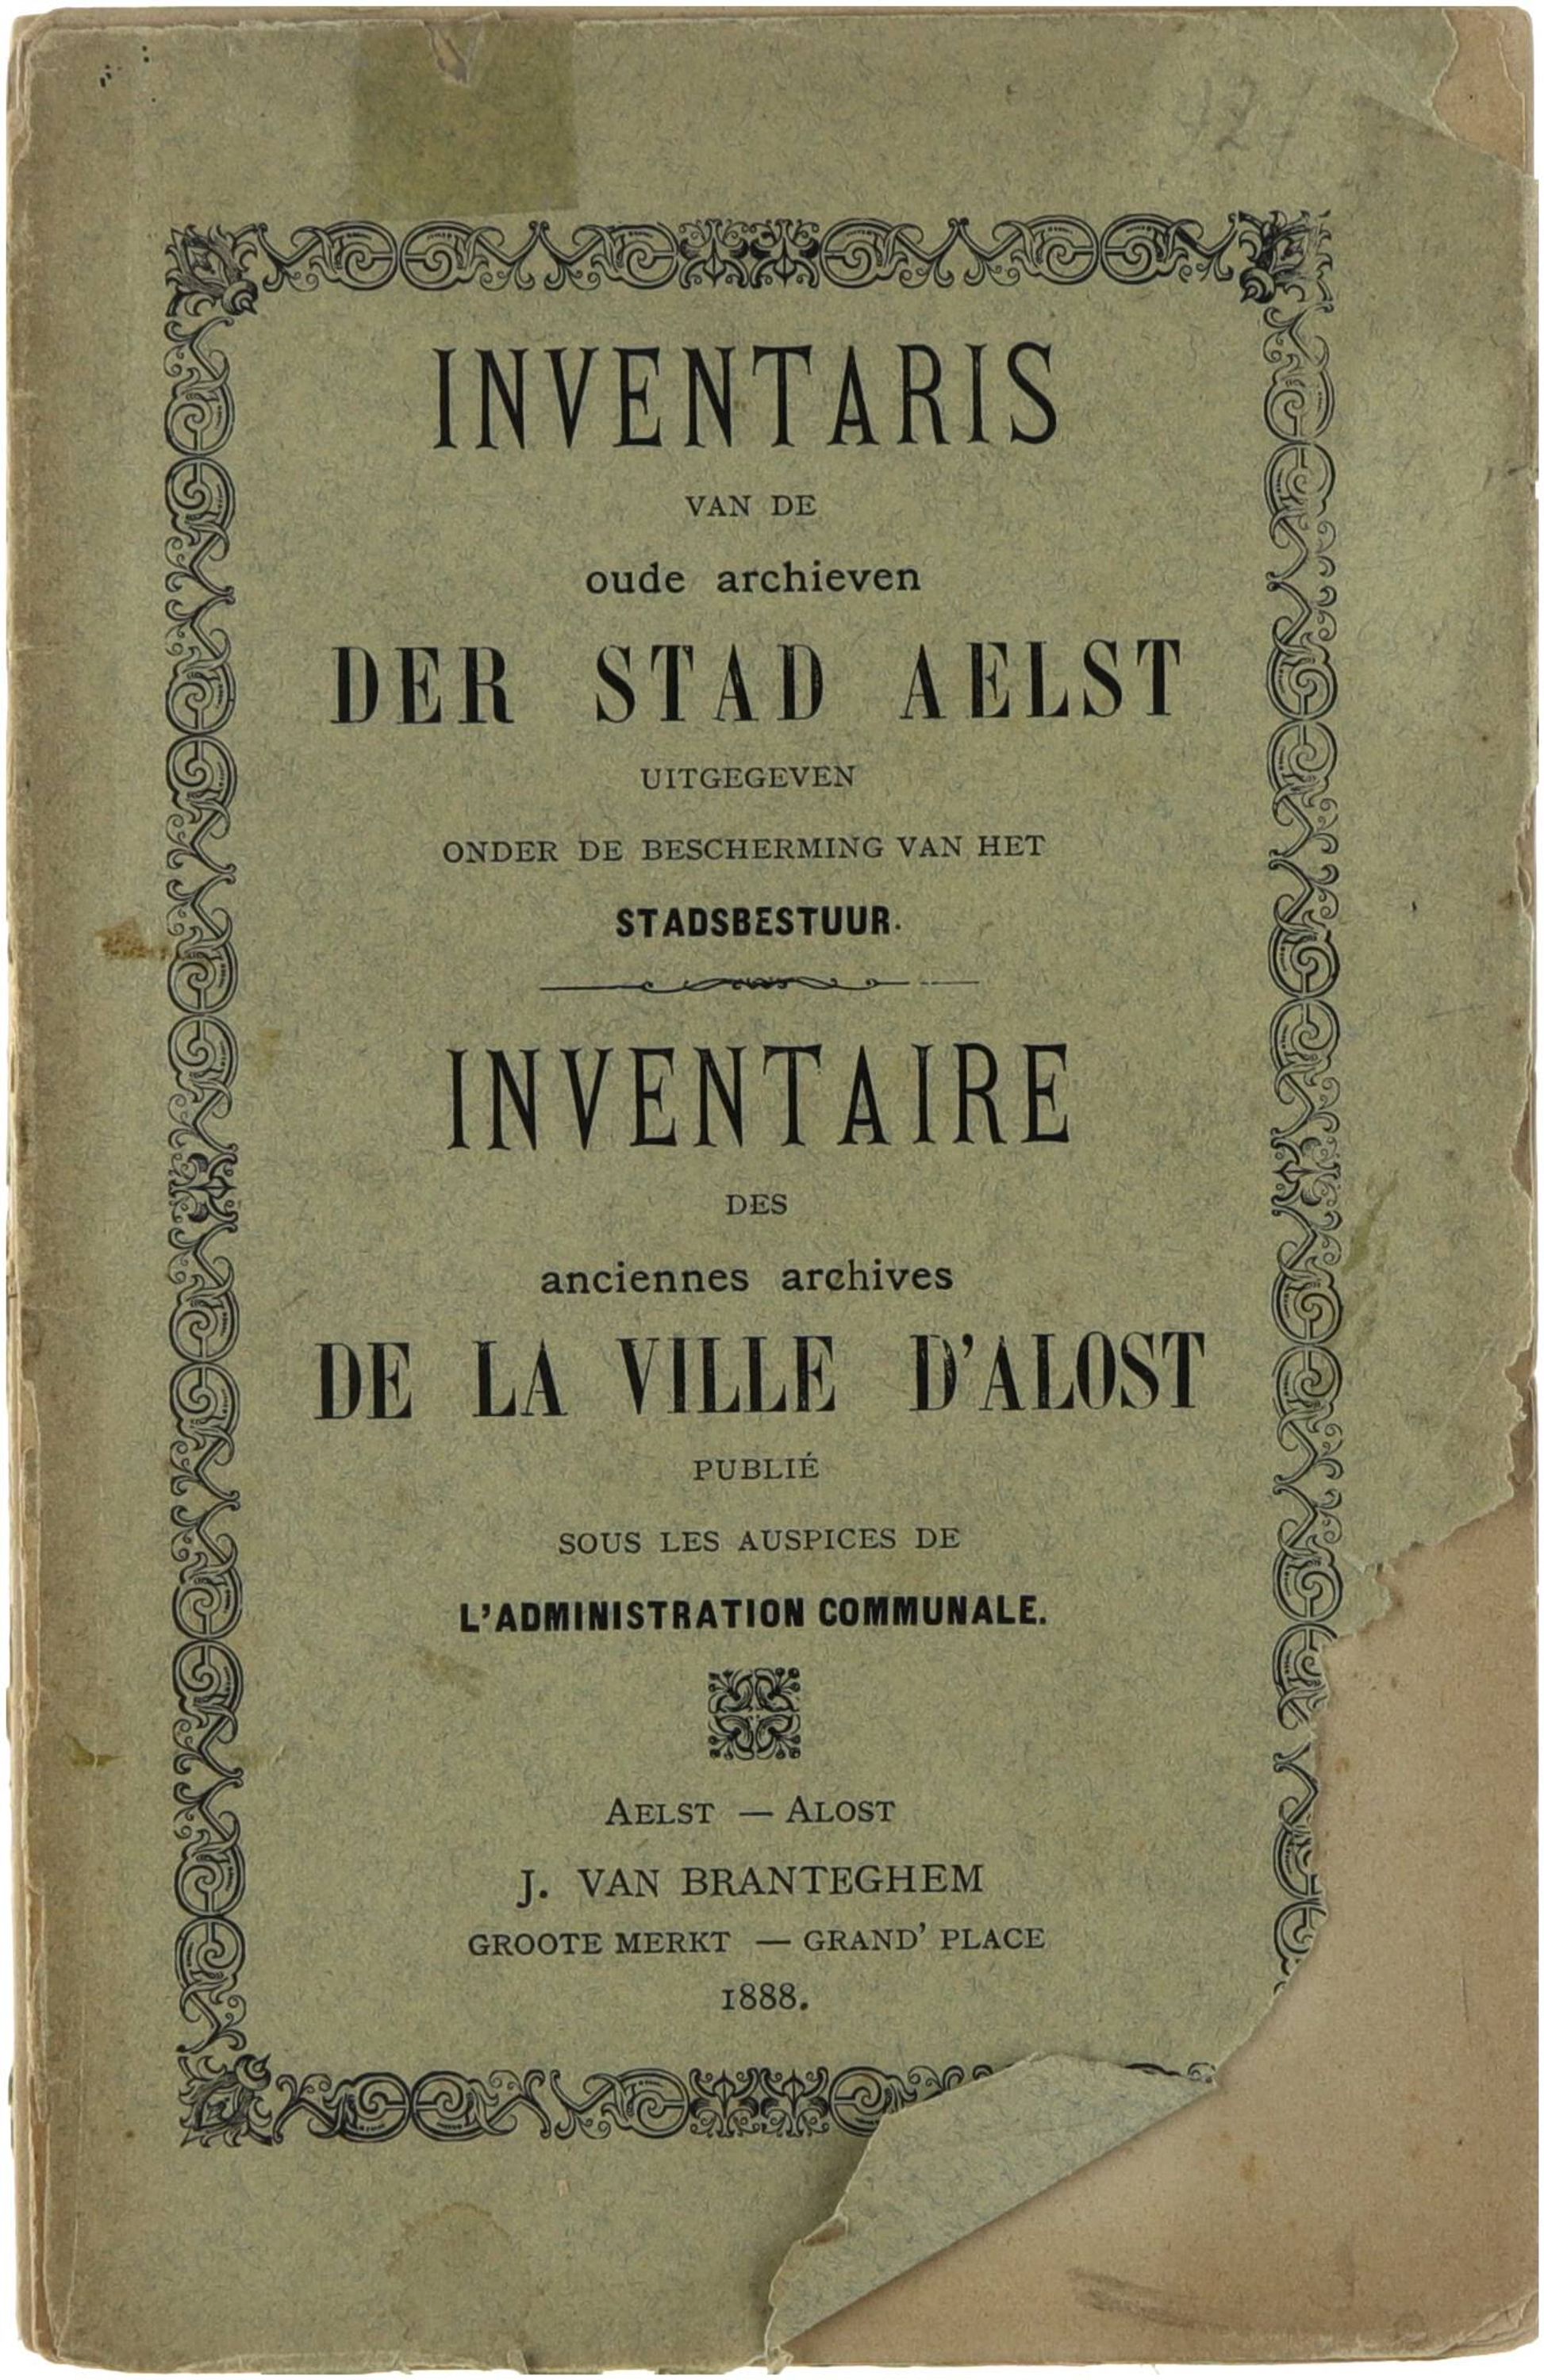 INVENTARIS
VAN DE
oude archieven
DER STAD AELST
UITGEGEVEN
ONDER DE BESCHERMING VAN HET
STADSBESTUUR.
INVENTAIRE
DES
anciennes archives
DE LA VILLE D'ALOST
PUBLIÉ
SOUS LES AUSPICES DE
L'ADMINISTRATION COMMUNALE.
AELST — ALOST
J. VAN BRANTEGHEM
GROOTE MERKT — GRAND' PLACE
1888.